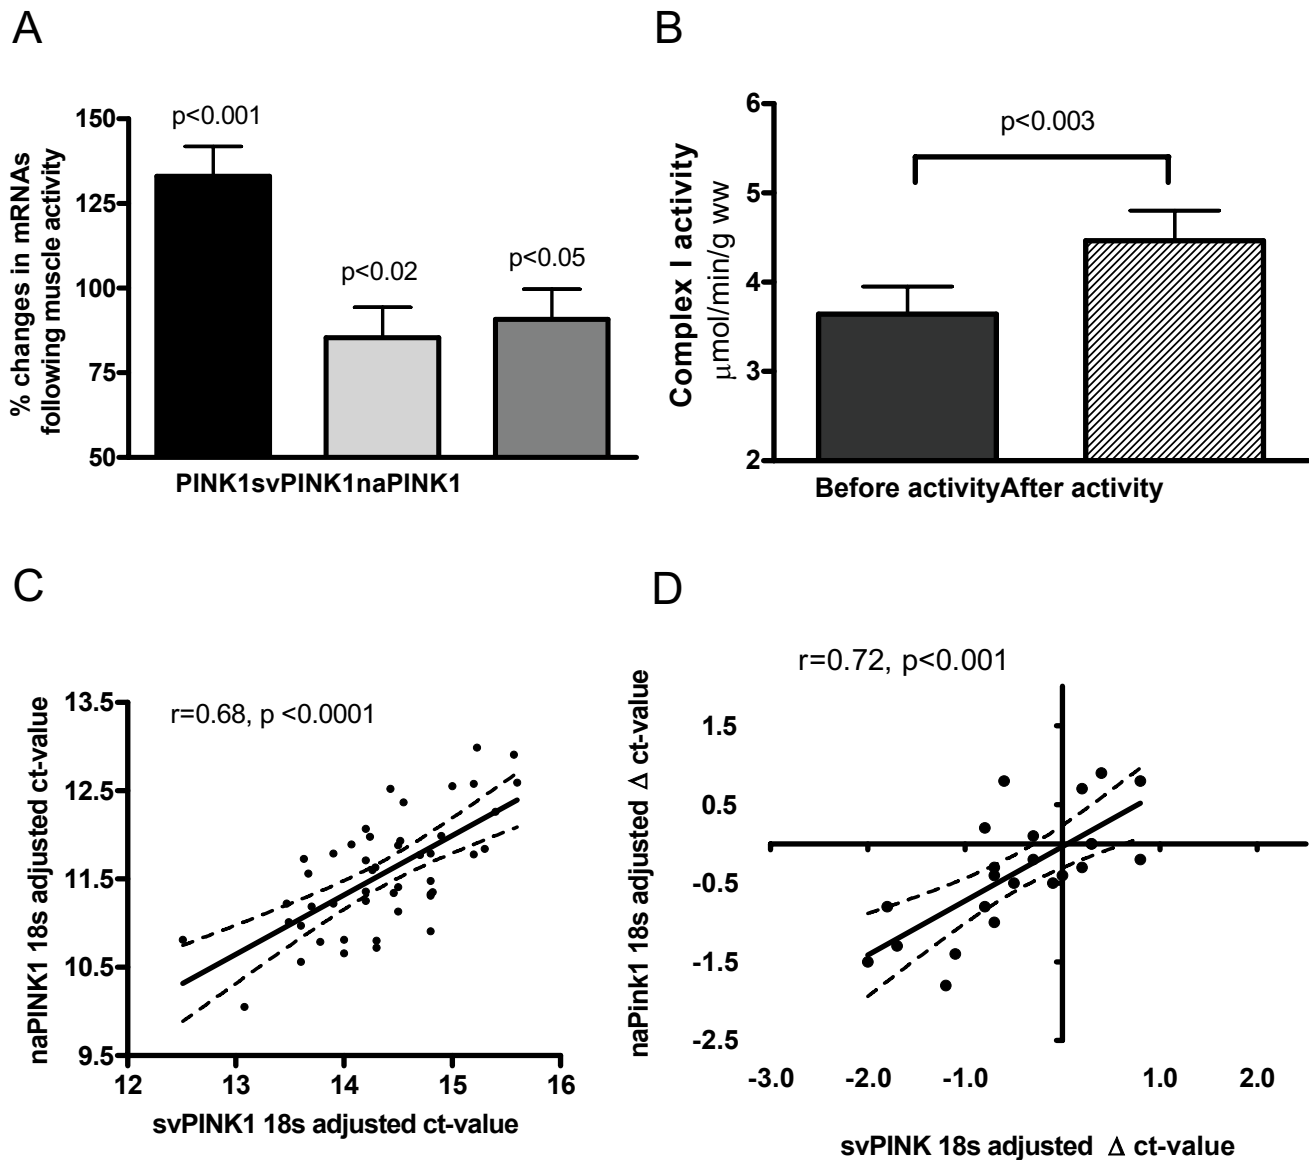 A
% changes in mRNAs
following muscle activity
150
125
100
75
50
p<0.001
p<0.02
p<0.05
PINK1svPINK1naPINK1
B
Complex I activity
μmol/min/g ww
6
5
4
3
2
p<0.003
Before activityAfter activity
C
naPINK1 18s adjusted ct-value
13.5
12.5
11.5
10.5
9.5
r=0.68, p <0.0001
12 13 14 15 16
svPINK1 18s adjusted ct-value
D
naPink1 18s adjusted Δ ct-value
r=0.72, p<0.001
1.5
0.5
-0.5
-1.5
-2.5
-3.0 -2.0 -1.0 1.0 2.0
svPINK 18s adjusted Δ ct-value